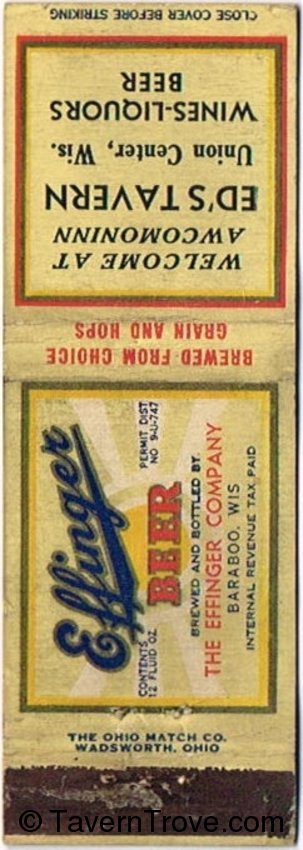 CLOSE COVER BEFORE STRIKING
WELCOME AT
AWCOMONINN
ED'S TAVERN
Union Center, Wis.
WINES-LIQUORS
BEER
BREWED FROM CHOICE
GRAIN AND HOPS
Effinger
BEER
CONTENTS
12 FLUID OZ
PERMIT DIST
NO 9-U-747
BREWED AND BOTTLED BY
THE EFFINGER COMPANY
BARABOO, WIS
INTERNAL REVENUE TAX PAID
THE OHIO MATCH CO.
WADSWORTH, OHIO
© TavernTrove.com